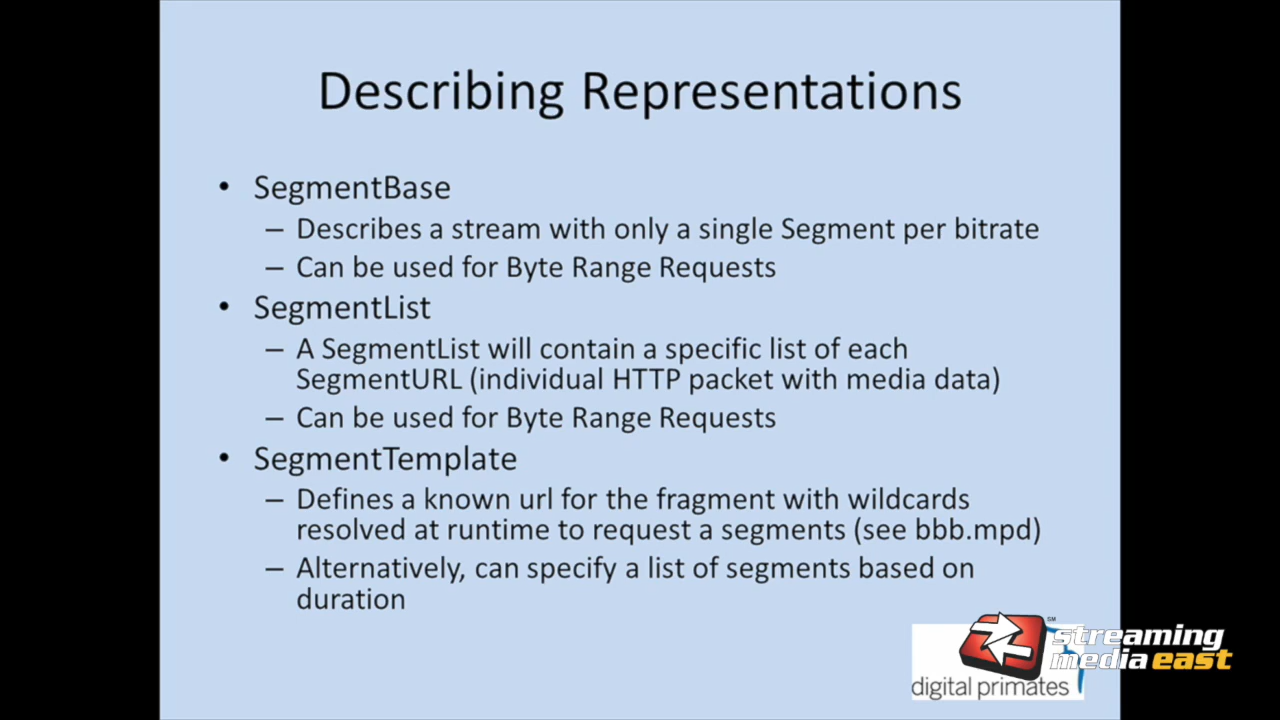 Describing Representations
• SegmentBase
– Describes a stream with only a single Segment per bitrate
– Can be used for Byte Range Requests
• SegmentList
– A SegmentList will contain a specific list of each
SegmentURL (individual HTTP packet with media data)
– Can be used for Byte Range Requests
• SegmentTemplate
– Defines a known url for the fragment with wildcards
resolved at runtime to request a segments (see bbb.mpd)
– Alternatively, can specify a list of segments based on
duration
SM
streaming
media east
digital primates